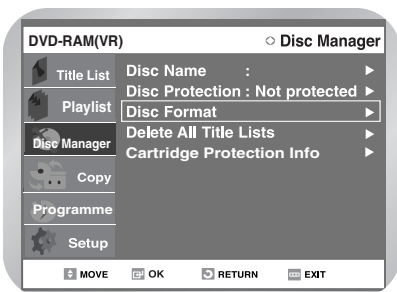 DVD-RAM(VR) Disc Manager
Title List
Playlist
Disc Manager
Copy
Programme
Setup
Disc Name :
Disc Protection : Not protected
Disc Format
Delete All Title Lists
Cartridge Protection Info
MOVE OK RETURN EXIT